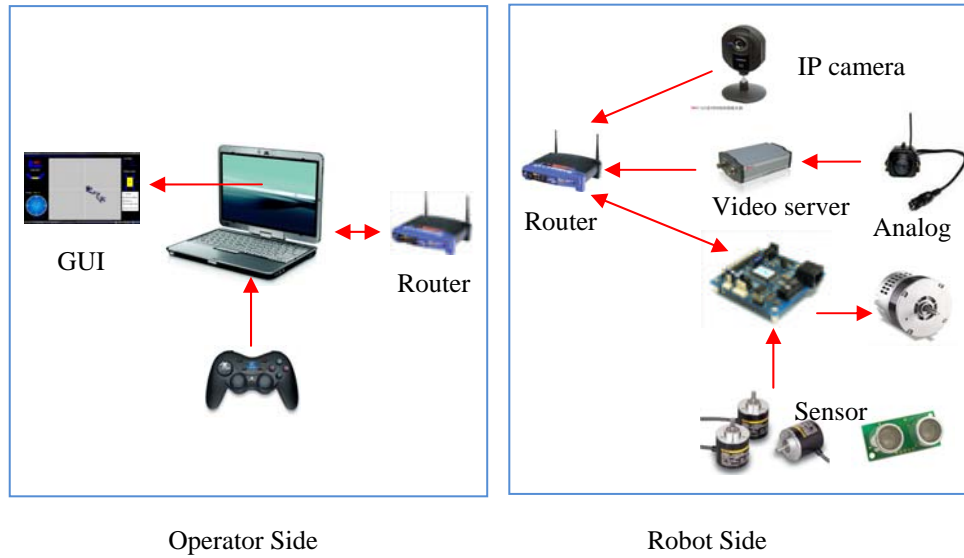 IP camera
GUI
Router
Router
Video server
Analog
Sensor
Operator Side
Robot Side